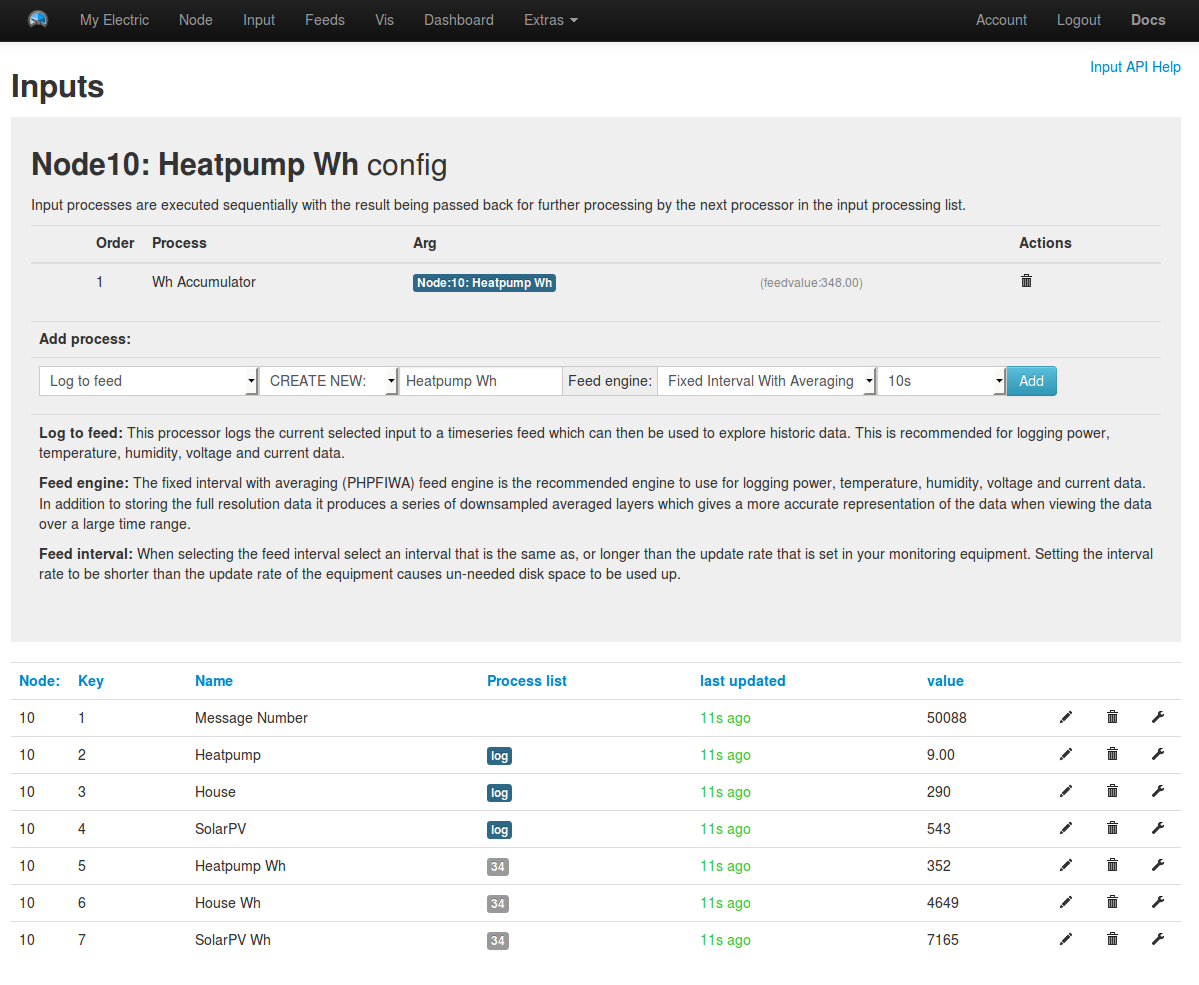 My Electric Node Input Feeds Vis Dashboard Extras Account Logout Docs
Input API Help
Inputs
Node10: Heatpump Wh config
Input processes are executed sequentially with the result being passed back for further processing by the next processor in the input processing list.
Order Process Arg Actions
1 Wh Accumulator Node:10: Heatpump Wh (feedvalue:348.00)
Add process:
Log to feed CREATE NEW: Heatpump Wh Feed engine: Fixed Interval With Averaging 10s Add
Log to feed: This processor logs the current selected input to a timeseries feed which can then be used to explore historic data. This is recommended for logging power,
temperature, humidity, voltage and current data.
Feed engine: The fixed interval with averaging (PHPFIWA) feed engine is the recommended engine to use for logging power, temperature, humidity, voltage and current data.
In addition to storing the full resolution data it produces a series of downsampled averaged layers which gives a more accurate representation of the data when viewing the data
over a large time range.
Feed interval: When selecting the feed interval select an interval that is the same as, or longer than the update rate that is set in your monitoring equipment. Setting the interval
rate to be shorter than the update rate of the equipment causes un-needed disk space to be used up.
Node: Key Name Process list last updated value
10 1 Message Number 11s ago 50088
10 2 Heatpump log 11s ago 9.00
10 3 House log 11s ago 290
10 4 SolarPV log 11s ago 543
10 5 Heatpump Wh 34 11s ago 352
10 6 House Wh 34 11s ago 4649
10 7 SolarPV Wh 34 11s ago 7165